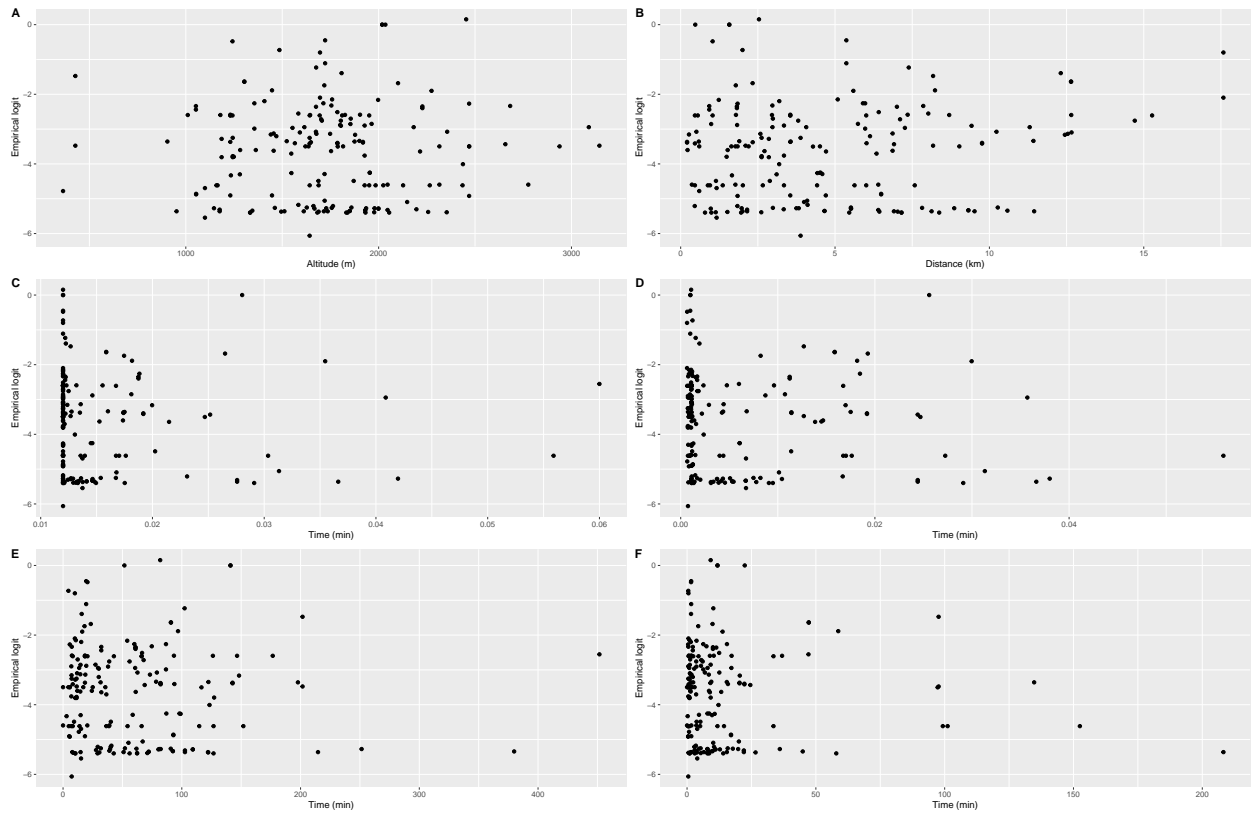 A
Empirical logit
0
−2
−4
−6
1000
2000
3000
Altitude (m)
B
Empirical logit
0
−2
−4
−6
0
5
10
15
Distance (km)
C
Empirical logit
0
−2
−4
−6
0.01
0.02
0.03
0.04
0.05
0.06
Time (min)
D
Empirical logit
0
−2
−4
−6
0.00
0.02
0.04
Time (min)
E
Empirical logit
0
−2
−4
−6
0
100
200
300
400
Time (min)
F
Empirical logit
0
−2
−4
−6
0
50
100
150
200
Time (min)